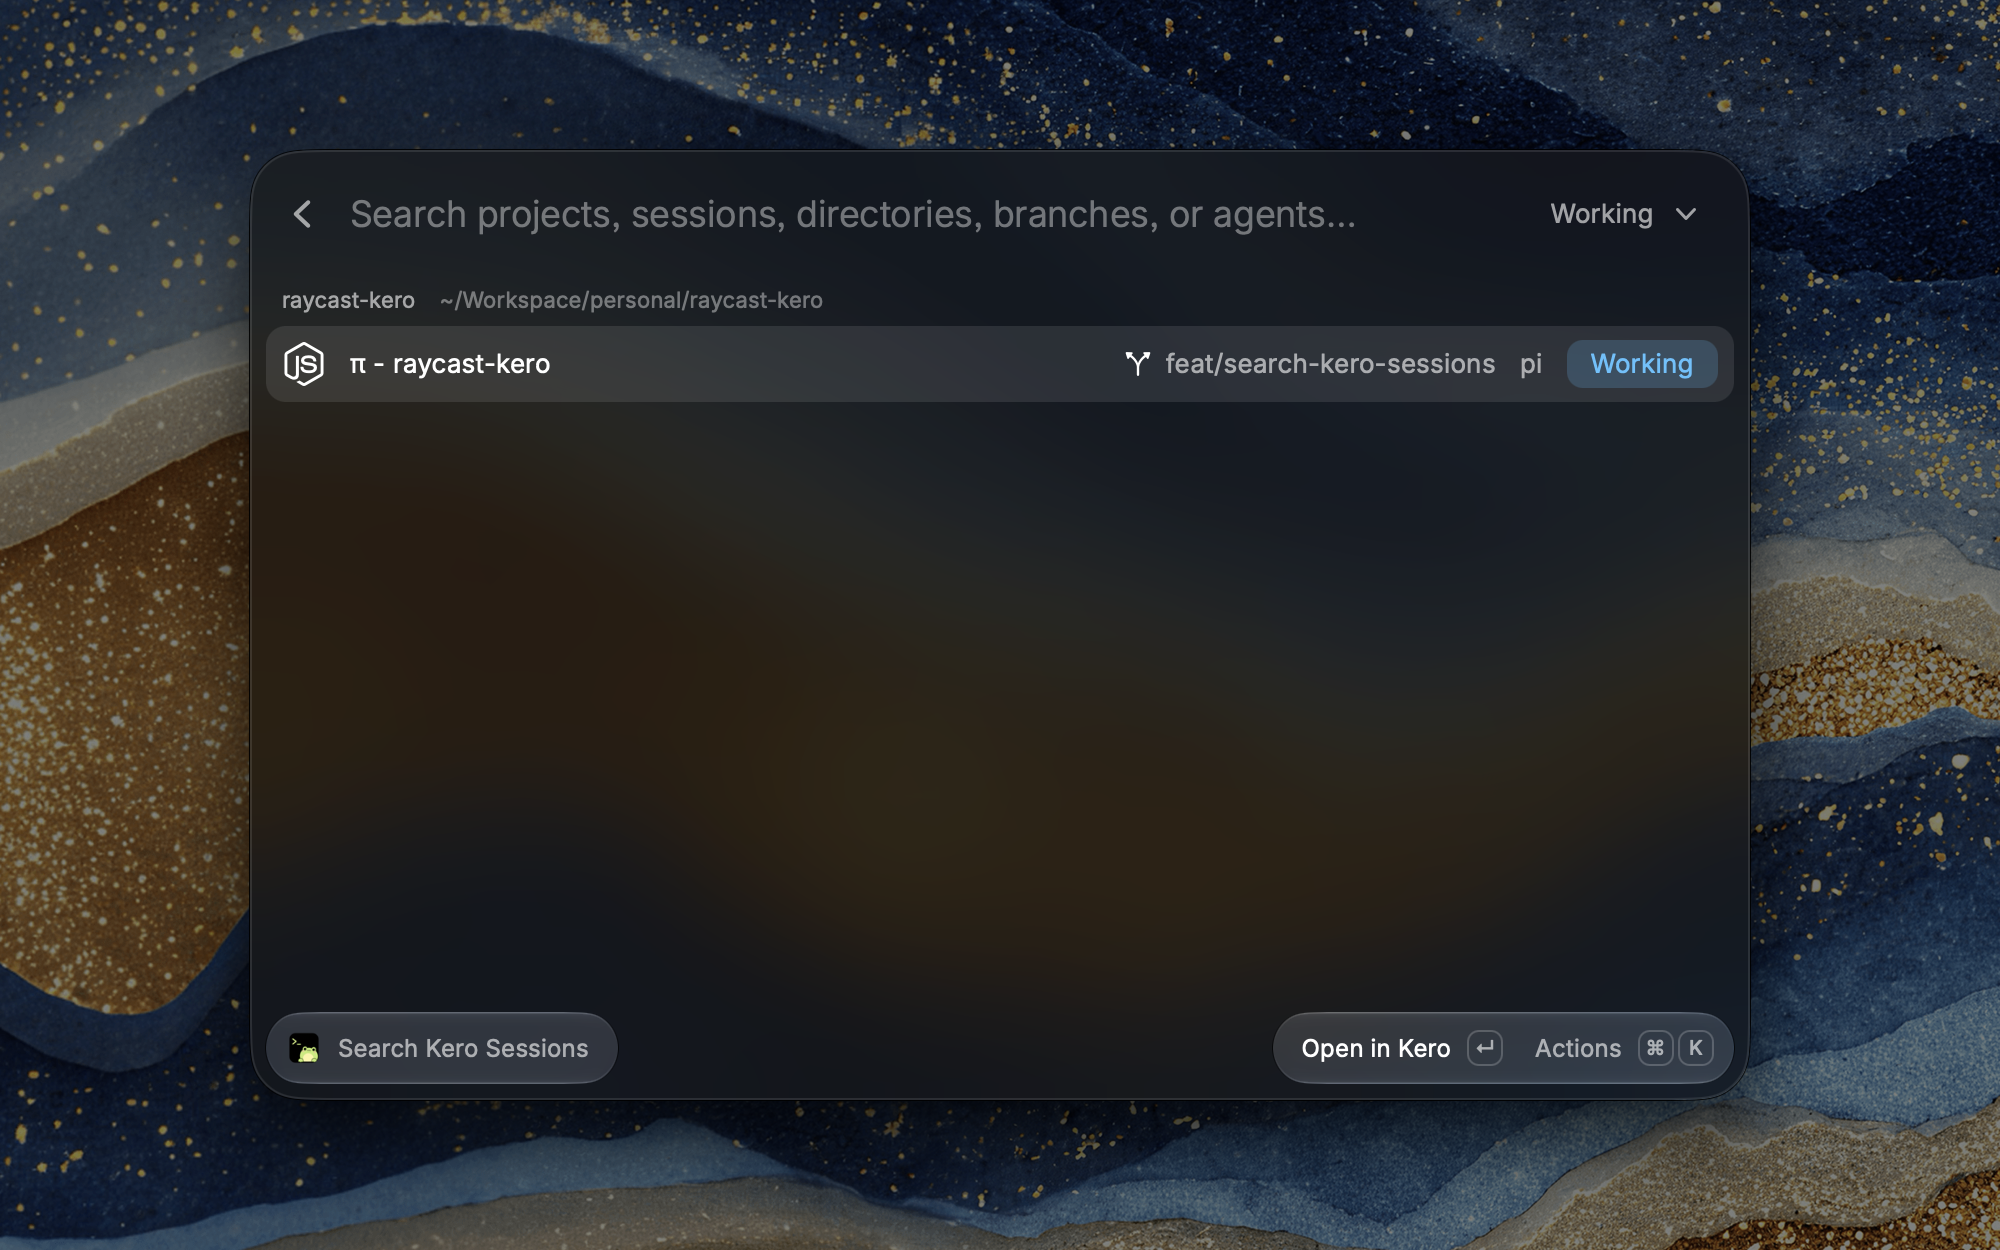 Search projects, sessions, directories, branches, or agents...
Working
raycast-kero ~/Workspace/personal/raycast-kero
JS π - raycast-kero feat/search-kero-sessions pi Working
>_ Search Kero Sessions
Open in Kero ↵ Actions ⌘ K